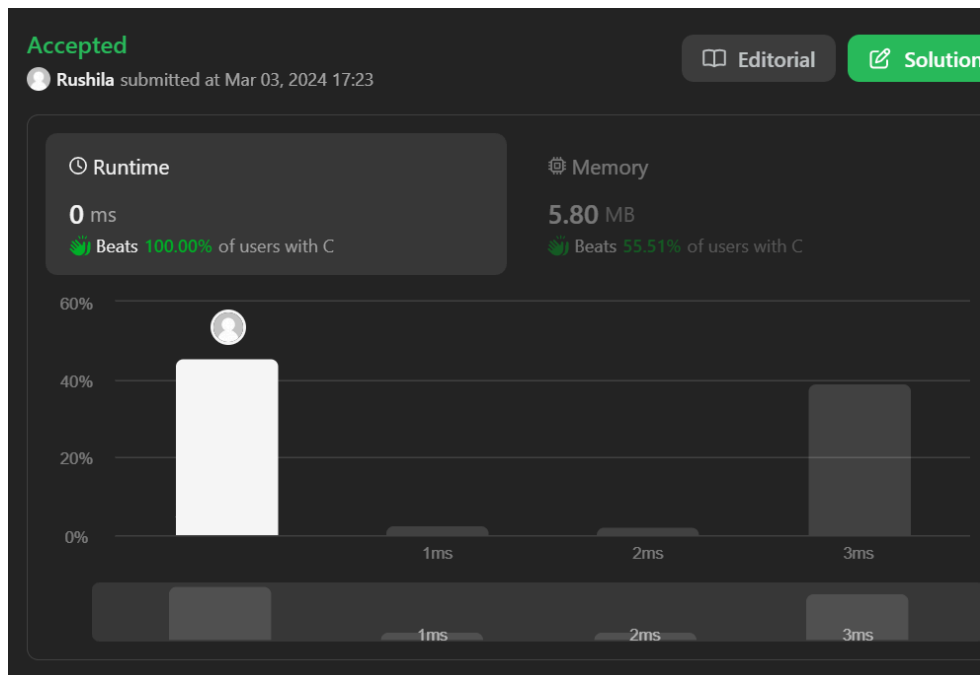 Accepted
Editorial
Solution
Rushila submitted at Mar 03, 2024 17:23
Runtime
Memory
0 ms
5.80 MB
Beats 100.00% of users with C
Beats 55.51% of users with C
60%
40%
20%
0%
1ms 2ms 3ms
1ms 2ms 3ms